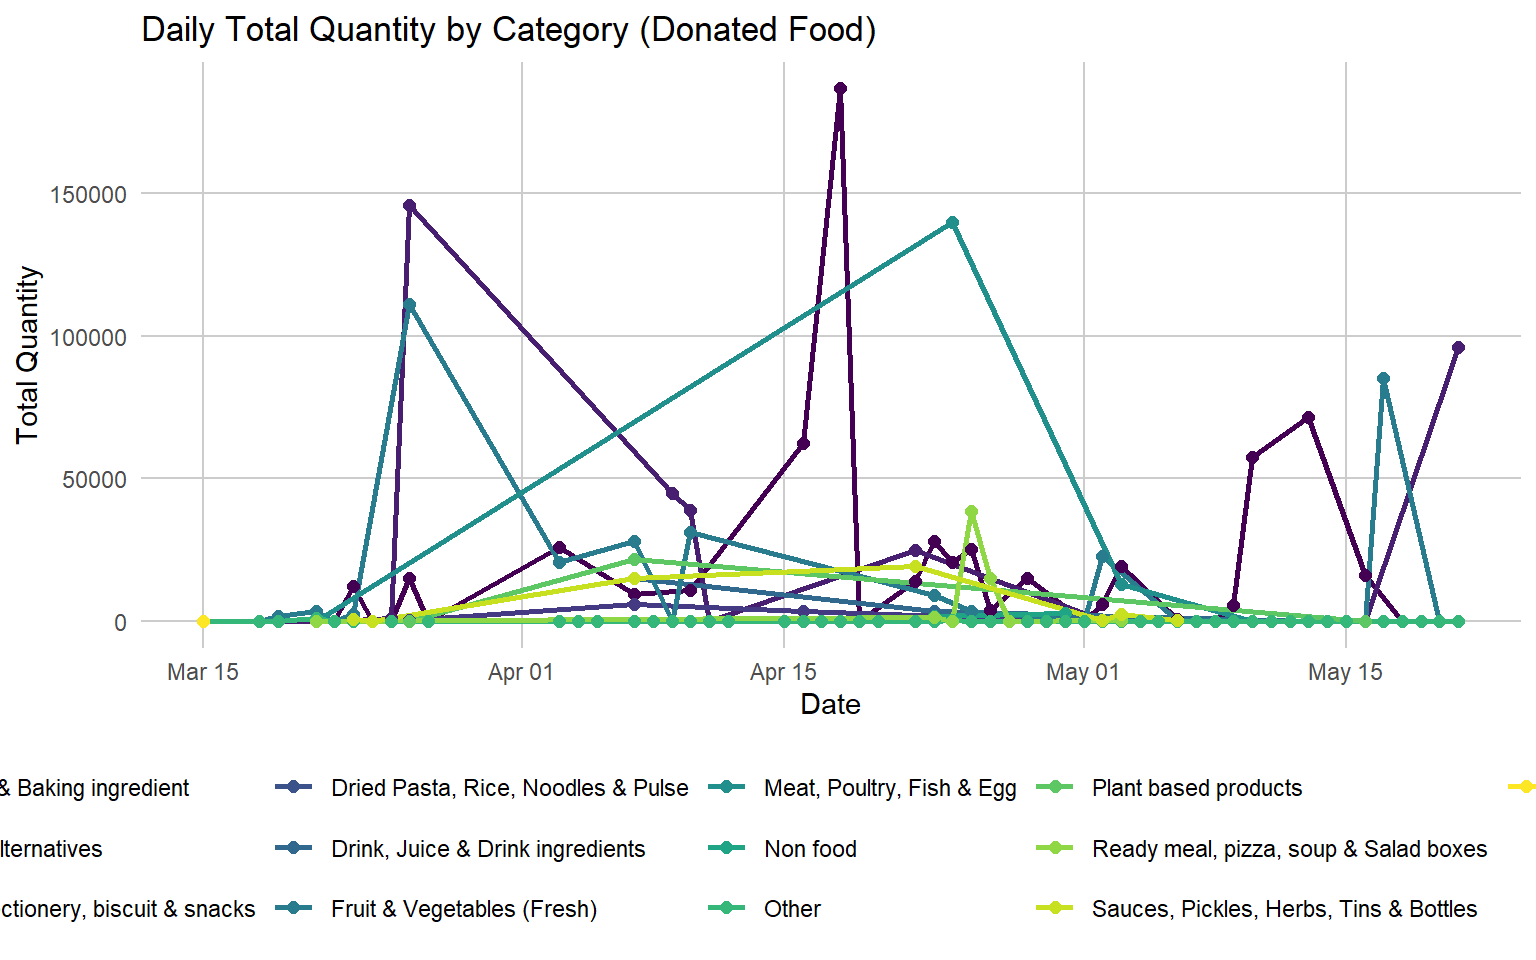 Daily Total Quantity by Category (Donated Food)
Total Quantity
150000
100000
50000
0
Mar 15 Apr 01 Apr 15 May 01 May 15
Date
& Baking ingredient Dried Pasta, Rice, Noodles & Pulse Meat, Poultry, Fish & Egg Plant based products
lternatives Drink, Juice & Drink ingredients Non food Ready meal, pizza, soup & Salad boxes
ctionery, biscuit & snacks Fruit & Vegetables (Fresh) Other Sauces, Pickles, Herbs, Tins & Bottles